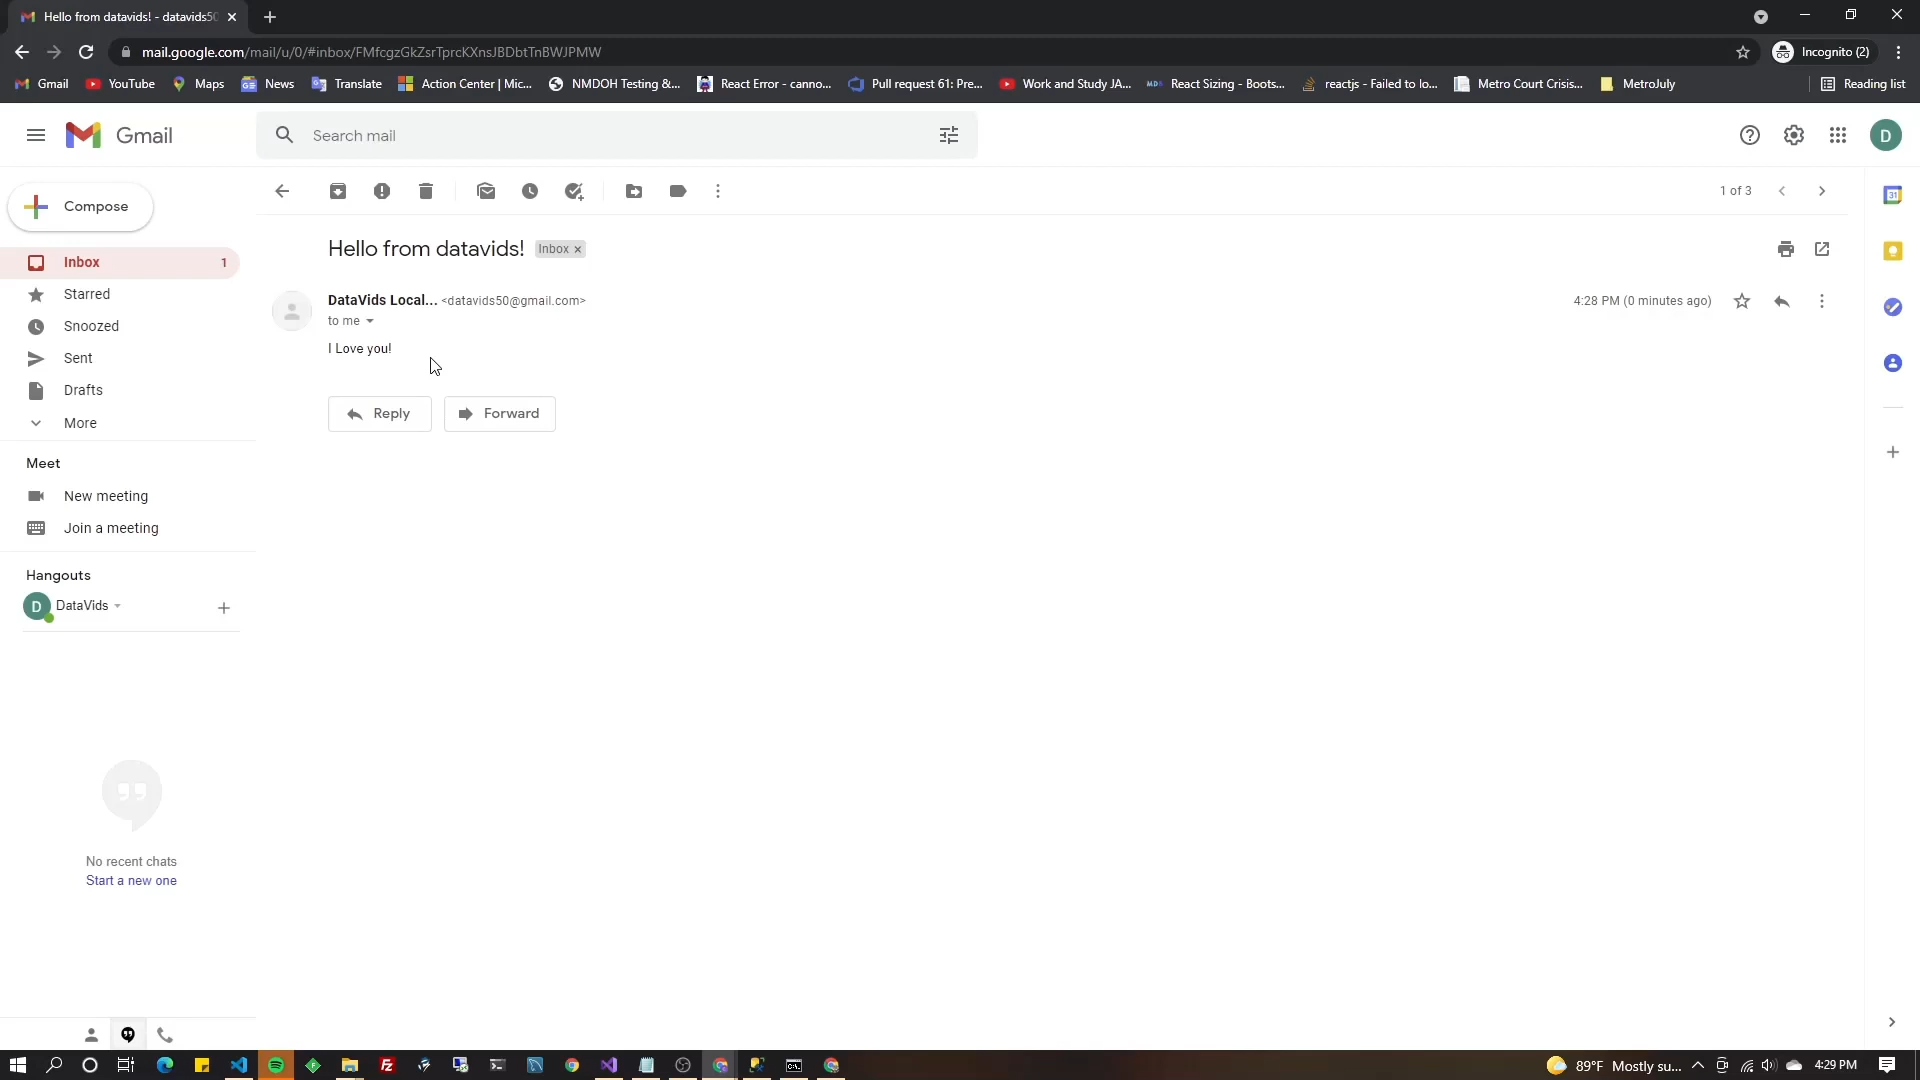 Hello from datavids! - datavids50
mail.google.com/mail/u/0/#inbox/FMfcgzGkZsrTprcKXnsJBDbtTnBWJPMW
Incognito (2)
Gmail YouTube Maps News Translate Action Center | Mic... NMDOH Testing &... React Error - canno... Pull request 61: Pre... Work and Study JA... React Sizing - Boots... reactjs - Failed to lo... Metro Court Crisis... MetroJuly Reading list
Gmail
Search mail
D
Compose
1 of 3
31
Hello from datavids! Inbox x
Inbox 1
Starred
Snoozed
Sent
Drafts
More
DataVids Local... <datavids50@gmail.com>
4:28 PM (0 minutes ago)
to me
I Love you!
Reply
Forward
Meet
New meeting
Join a meeting
Hangouts
D DataVids
No recent chats
Start a new one
89°F Mostly su... 4:29 PM